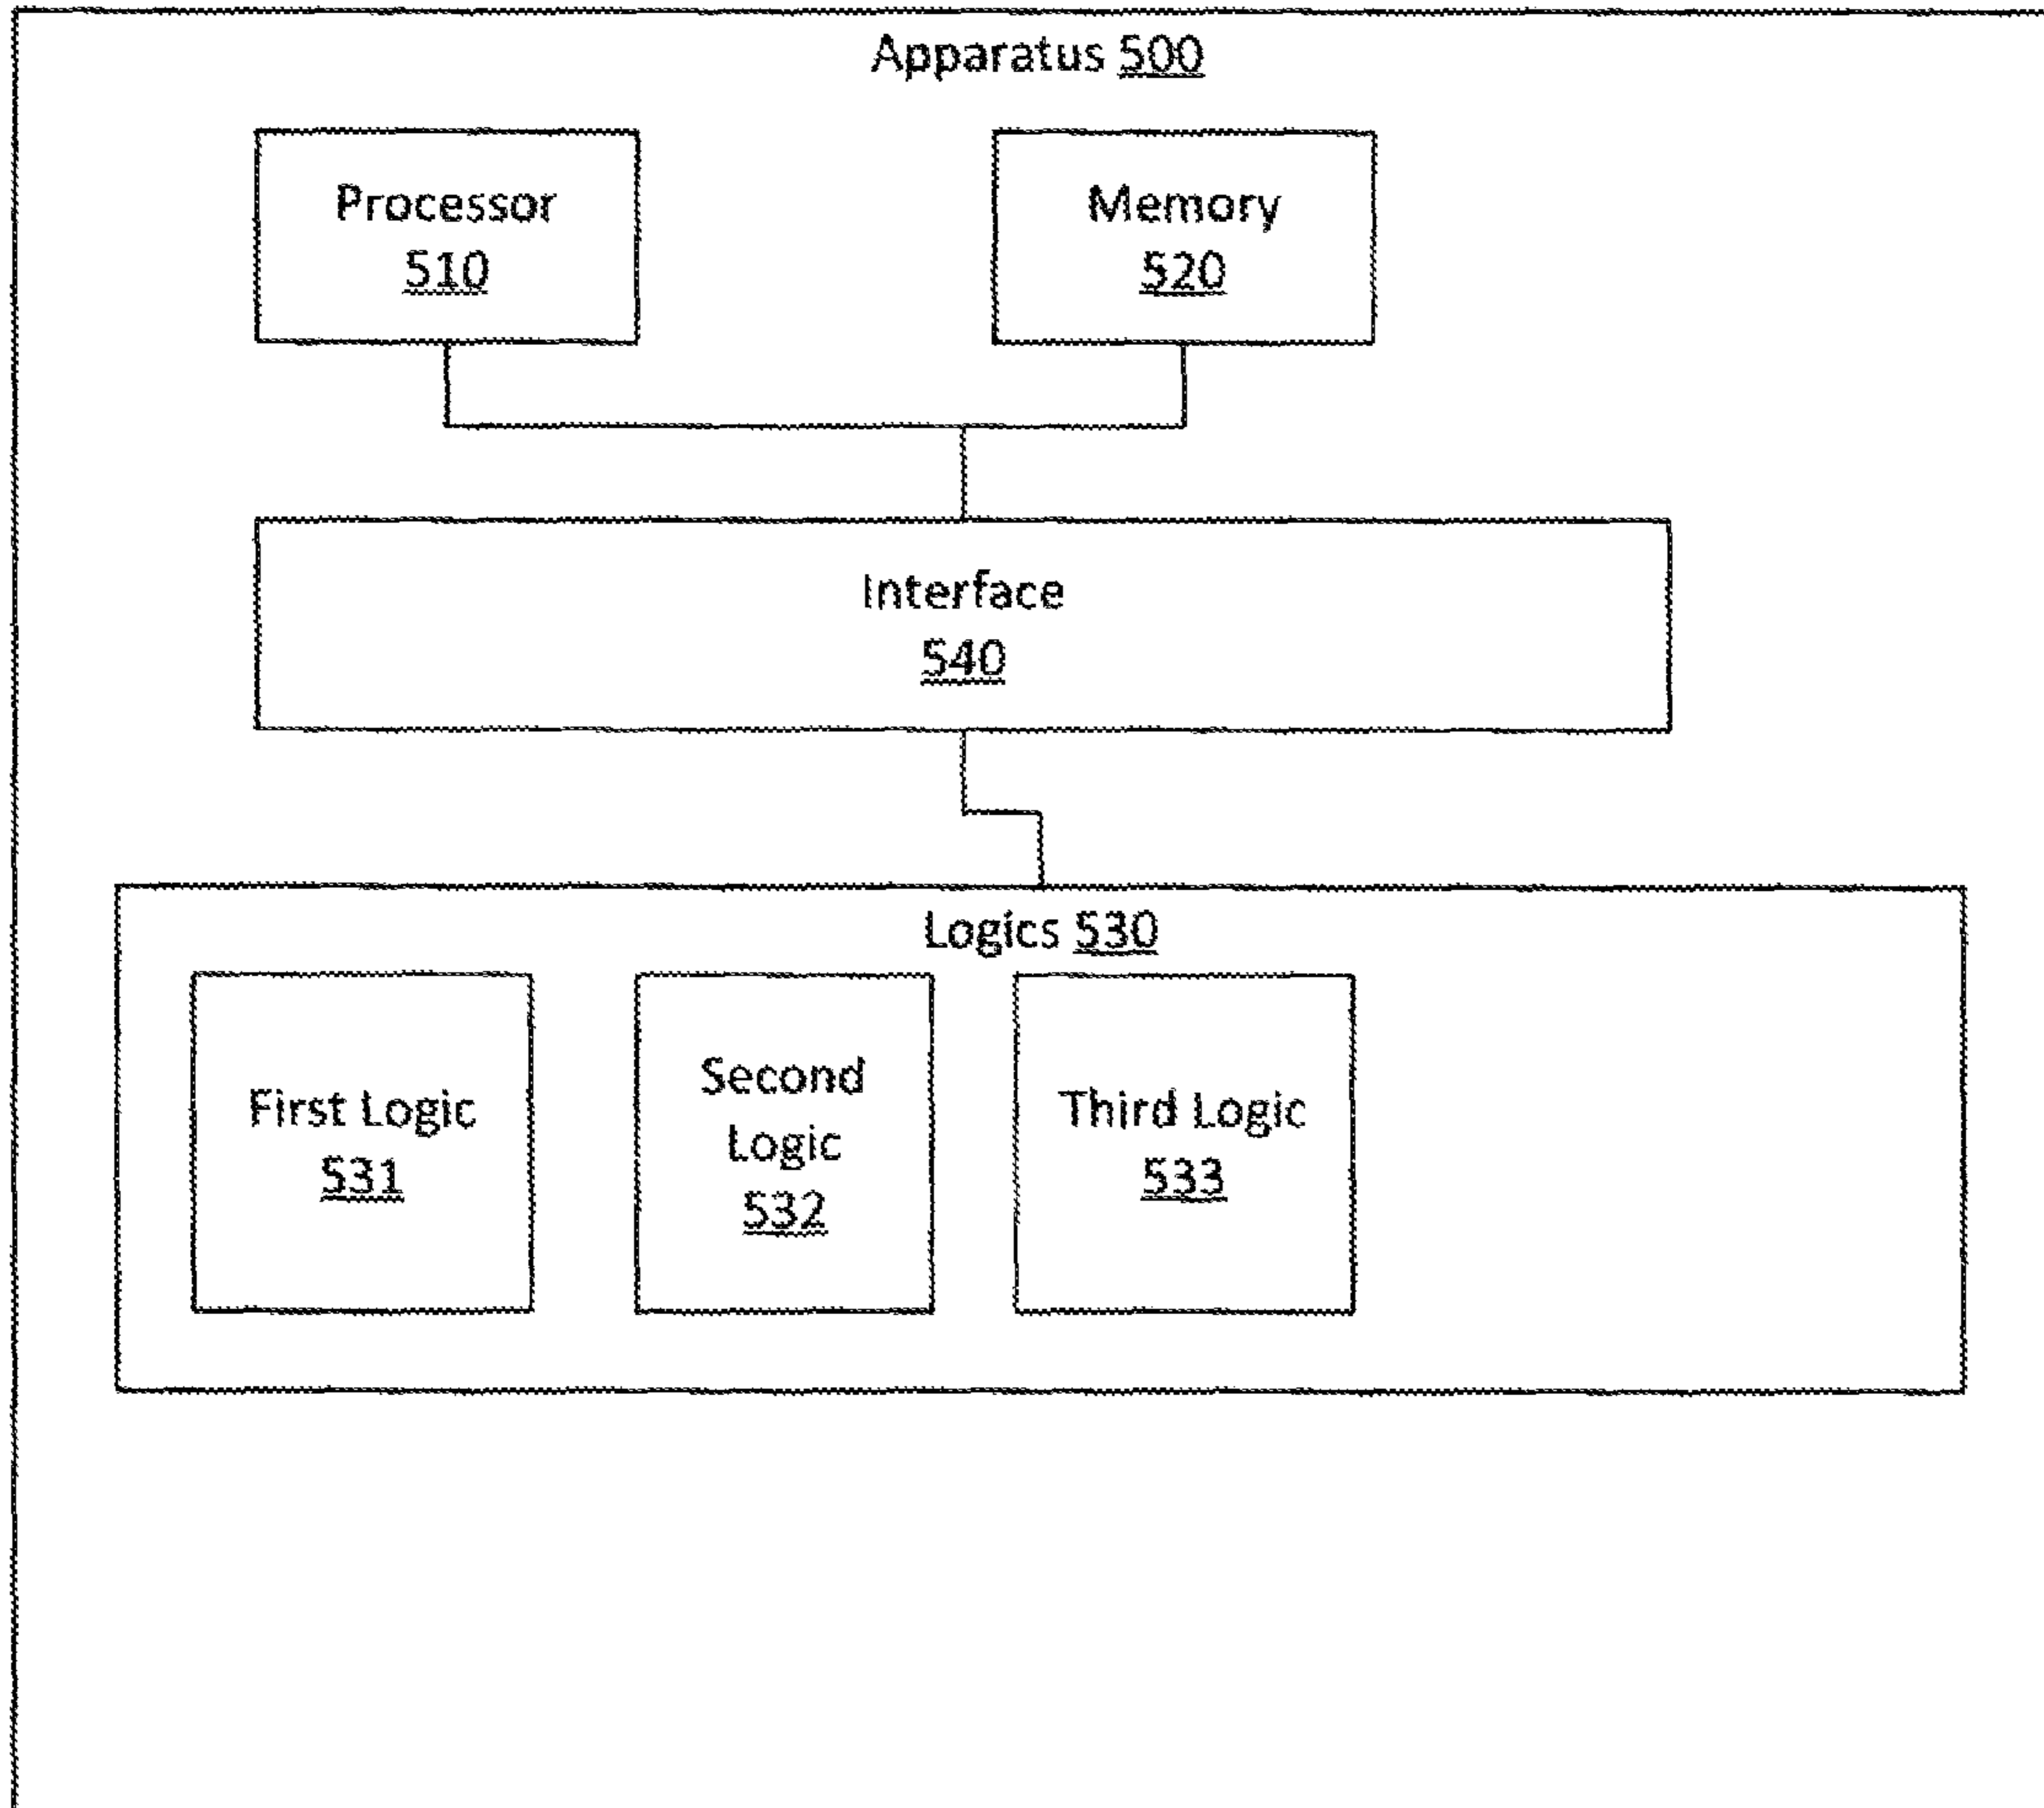 Apparatus 500
Processor
510
Memory
520
Interface
540
Logics 530
First Logic
531
Second
Logic
532
Third Logic
533